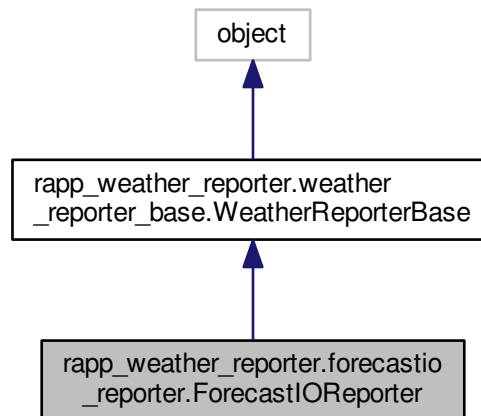 object
rapp_weather_reporter.weather
_reporter_base.WeatherReporterBase
rapp_weather_reporter.forecastio
_reporter.ForecastIOReporter